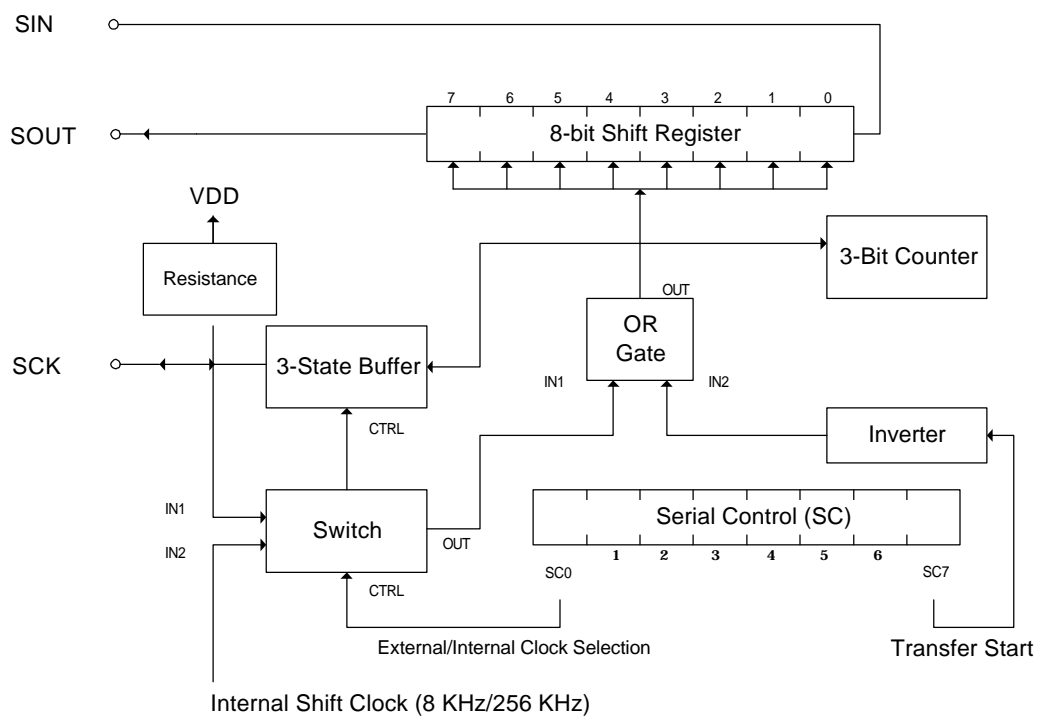 SIN
7 6 5 4 3 2 1 0
SOUT
8-bit Shift Register
VDD
Resistance
3-Bit Counter
OUT
OR
Gate
SCK
3-State Buffer
IN1
IN2
CTRL
Inverter
IN1
Switch
Serial Control (SC)
IN2
OUT
1 2 3 4 5 6
SC0
SC7
CTRL
External/Internal Clock Selection
Transfer Start
Internal Shift Clock (8 KHz/256 KHz)